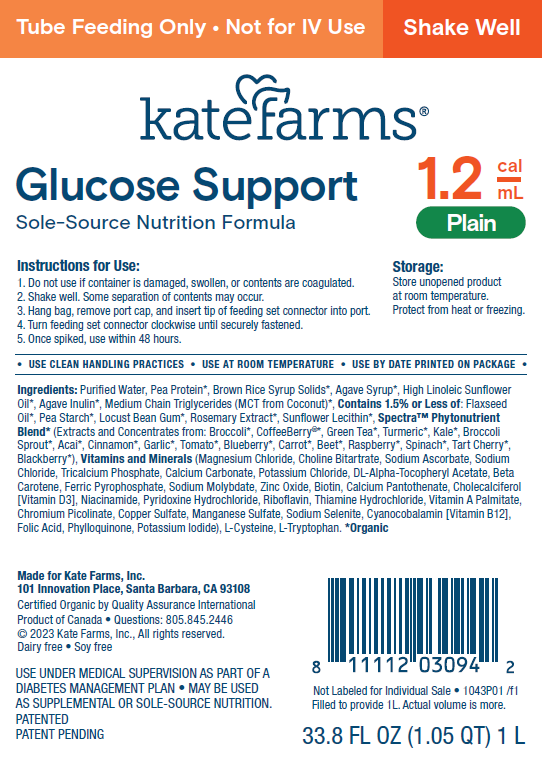 Tube Feeding Only • Not for IV Use
Shake Well
katefarms®
Glucose Support
Sole-Source Nutrition Formula
1.2 cal
mL
Plain
Instructions for Use:
1. Do not use if container is damaged, swollen, or contents are coagulated.
2. Shake well. Some separation of contents may occur.
3. Hang bag, remove port cap, and insert tip of feeding set connector into port.
4. Turn feeding set connector clockwise until securely fastened.
5. Once spiked, use within 48 hours.
Storage:
Store unopened product
at room temperature.
Protect from heat or freezing.
• USE CLEAN HANDLING PRACTICES • USE AT ROOM TEMPERATURE • USE BY DATE PRINTED ON PACKAGE •
Ingredients: Purified Water, Pea Protein*, Brown Rice Syrup Solids*, Agave Syrup*, High Linoleic Sunflower
Oil*, Agave Inulin*, Medium Chain Triglycerides (MCT from Coconut)*, Contains 1.5% or Less of: Flaxseed
Oil*, Pea Starch*, Locust Bean Gum*, Rosemary Extract*, Sunflower Lecithin*, Spectra™ Phytonutrient
Blend* (Extracts and Concentrates from: Broccoli*, CoffeeBerry®*, Green Tea*, Turmeric*, Kale*, Broccoli
Sprout*, Acai*, Cinnamon*, Garlic*, Tomato*, Blueberry*, Carrot*, Beet*, Raspberry*, Spinach*, Tart Cherry*,
Blackberry*), Vitamins and Minerals (Magnesium Chloride, Choline Bitartrate, Sodium Ascorbate, Sodium
Chloride, Tricalcium Phosphate, Calcium Carbonate, Potassium Chloride, DL-Alpha-Tocopheryl Acetate, Beta
Carotene, Ferric Pyrophosphate, Sodium Molybdate, Zinc Oxide, Biotin, Calcium Pantothenate, Cholecalciferol
[Vitamin D3], Niacinamide, Pyridoxine Hydrochloride, Riboflavin, Thiamine Hydrochloride, Vitamin A Palmitate,
Chromium Picolinate, Copper Sulfate, Manganese Sulfate, Sodium Selenite, Cyanocobalamin [Vitamin B12],
Folic Acid, Phylloquinone, Potassium Iodide), L-Cysteine, L-Tryptophan. *Organic
Made for Kate Farms, Inc.
101 Innovation Place, Santa Barbara, CA 93108
Certified Organic by Quality Assurance International
Product of Canada • Questions: 805.845.2446
© 2023 Kate Farms, Inc., All rights reserved.
Dairy free • Soy free
USE UNDER MEDICAL SUPERVISION AS PART OF A
DIABETES MANAGEMENT PLAN • MAY BE USED
AS SUPPLEMENTAL OR SOLE-SOURCE NUTRITION.
PATENTED
PATENT PENDING
8 11112 03094 2
Not Labeled for Individual Sale • 1043P01 /f1
Filled to provide 1L. Actual volume is more.
33.8 FL OZ (1.05 QT) 1 L